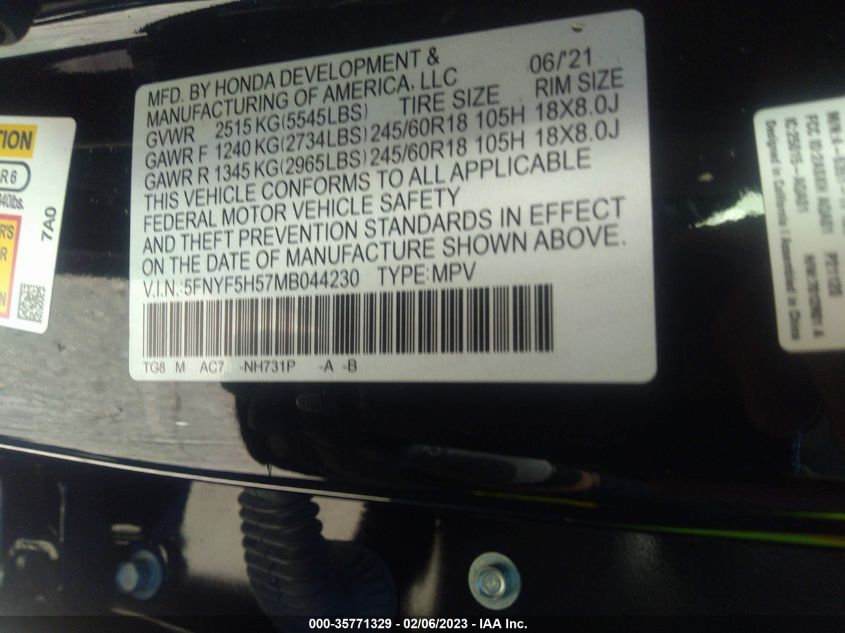 MFD. BY HONDA DEVELOPMENT & 06/'21
MANUFACTURING OF AMERICA, LLC
GVWR 2515 KG(5545LBS) TIRE SIZE RIM SIZE
GAWR F 1240 KG(2734LBS) 245/60R18 105H 18X8.0J
GAWR R 1345 KG(2965LBS) 245/60R18 105H 18X8.0J
THIS VEHICLE CONFORMS TO ALL APPLICABLE
FEDERAL MOTOR VEHICLE SAFETY
AND THEFT PREVENTION STANDARDS IN EFFECT
ON THE DATE OF MANUFACTURE SHOWN ABOVE.
V.I.N.:5FNYF5H57MB044230 TYPE:MPV
TG8 M AC7 -NH731P -A -B
7A0
Designed in California | Assembled in China
000-35771329 - 02/06/2023 - IAA Inc.